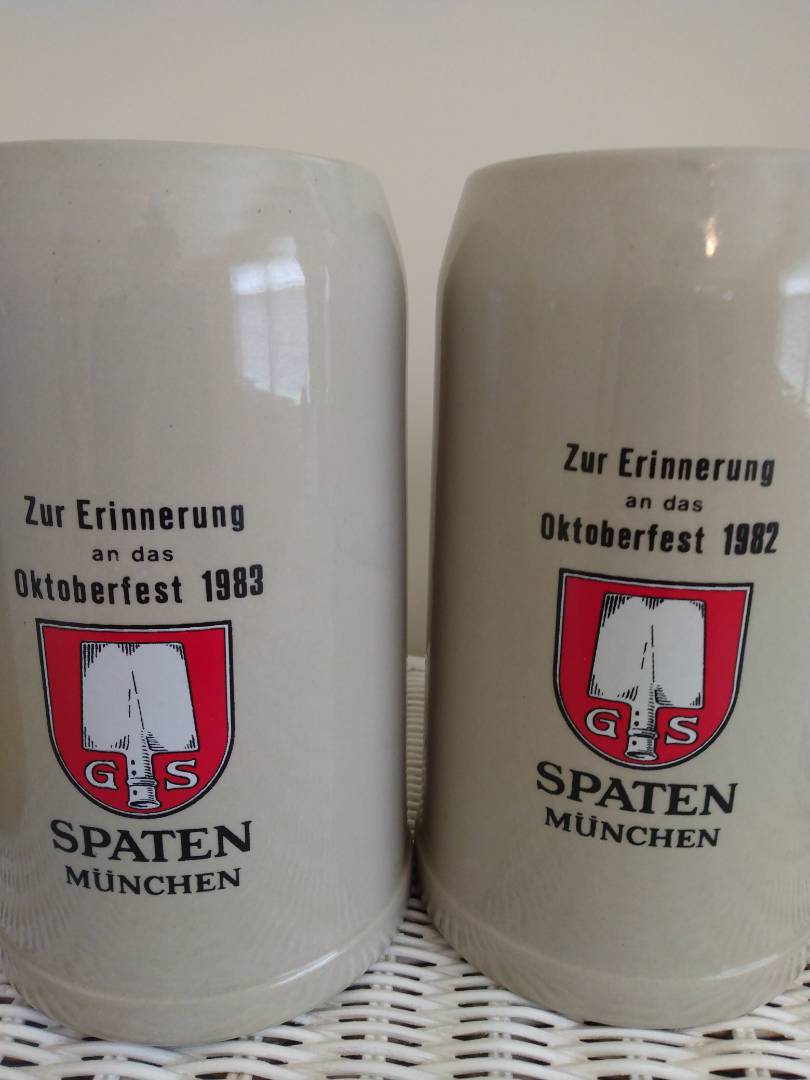 Zur Erinnerung
an das
Oktoberfest 1983
G S
SPATEN
MÜNCHEN
Zur Erinnerung
an das
Oktoberfest 1982
G S
SPATEN
MÜNCHEN